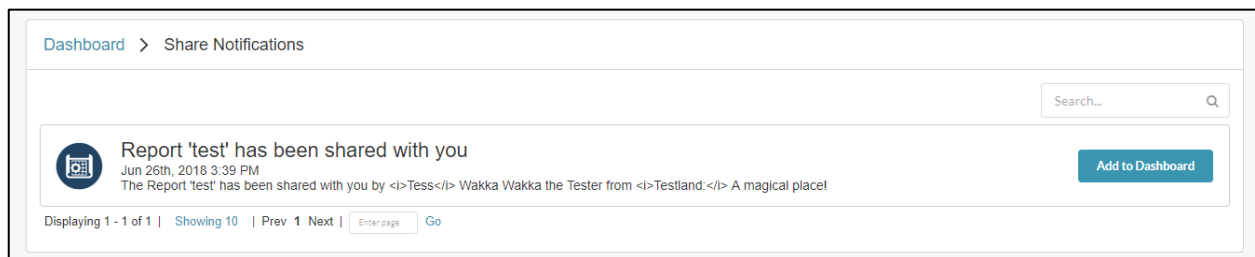 Dashboard > Share Notifications
Search...
Report 'test' has been shared with you
Jun 26th, 2018 3:39 PM
The Report 'test' has been shared with you by <i>Tess</i> Wakka Wakka the Tester from <i>Testland:</i> A magical place!
Add to Dashboard
Displaying 1 - 1 of 1 | Showing 10 | Prev 1 Next | Enter page Go